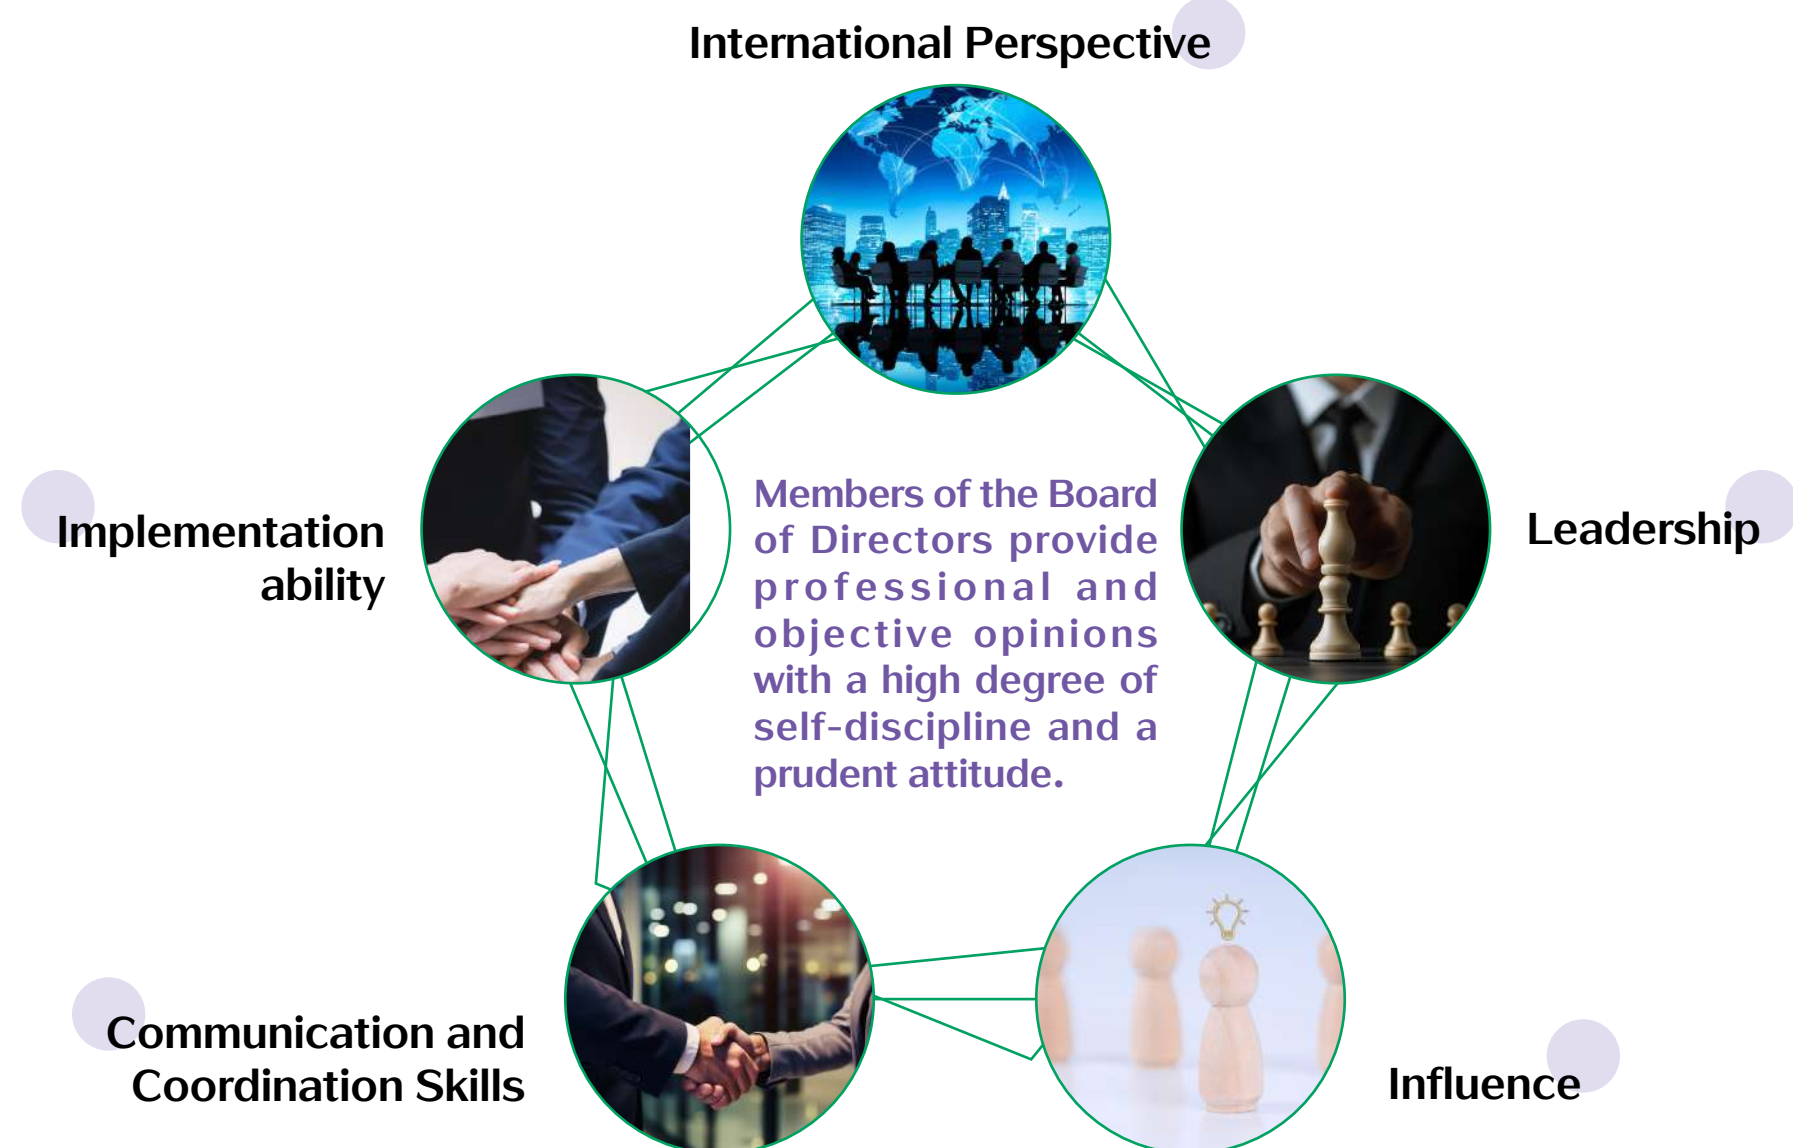 International Perspective
Implementation
ability
Members of the Board
of Directors provide
professional and
objective opinions
with a high degree of
self-discipline and a
prudent attitude.
Leadership
Communication and
Coordination Skills
Influence